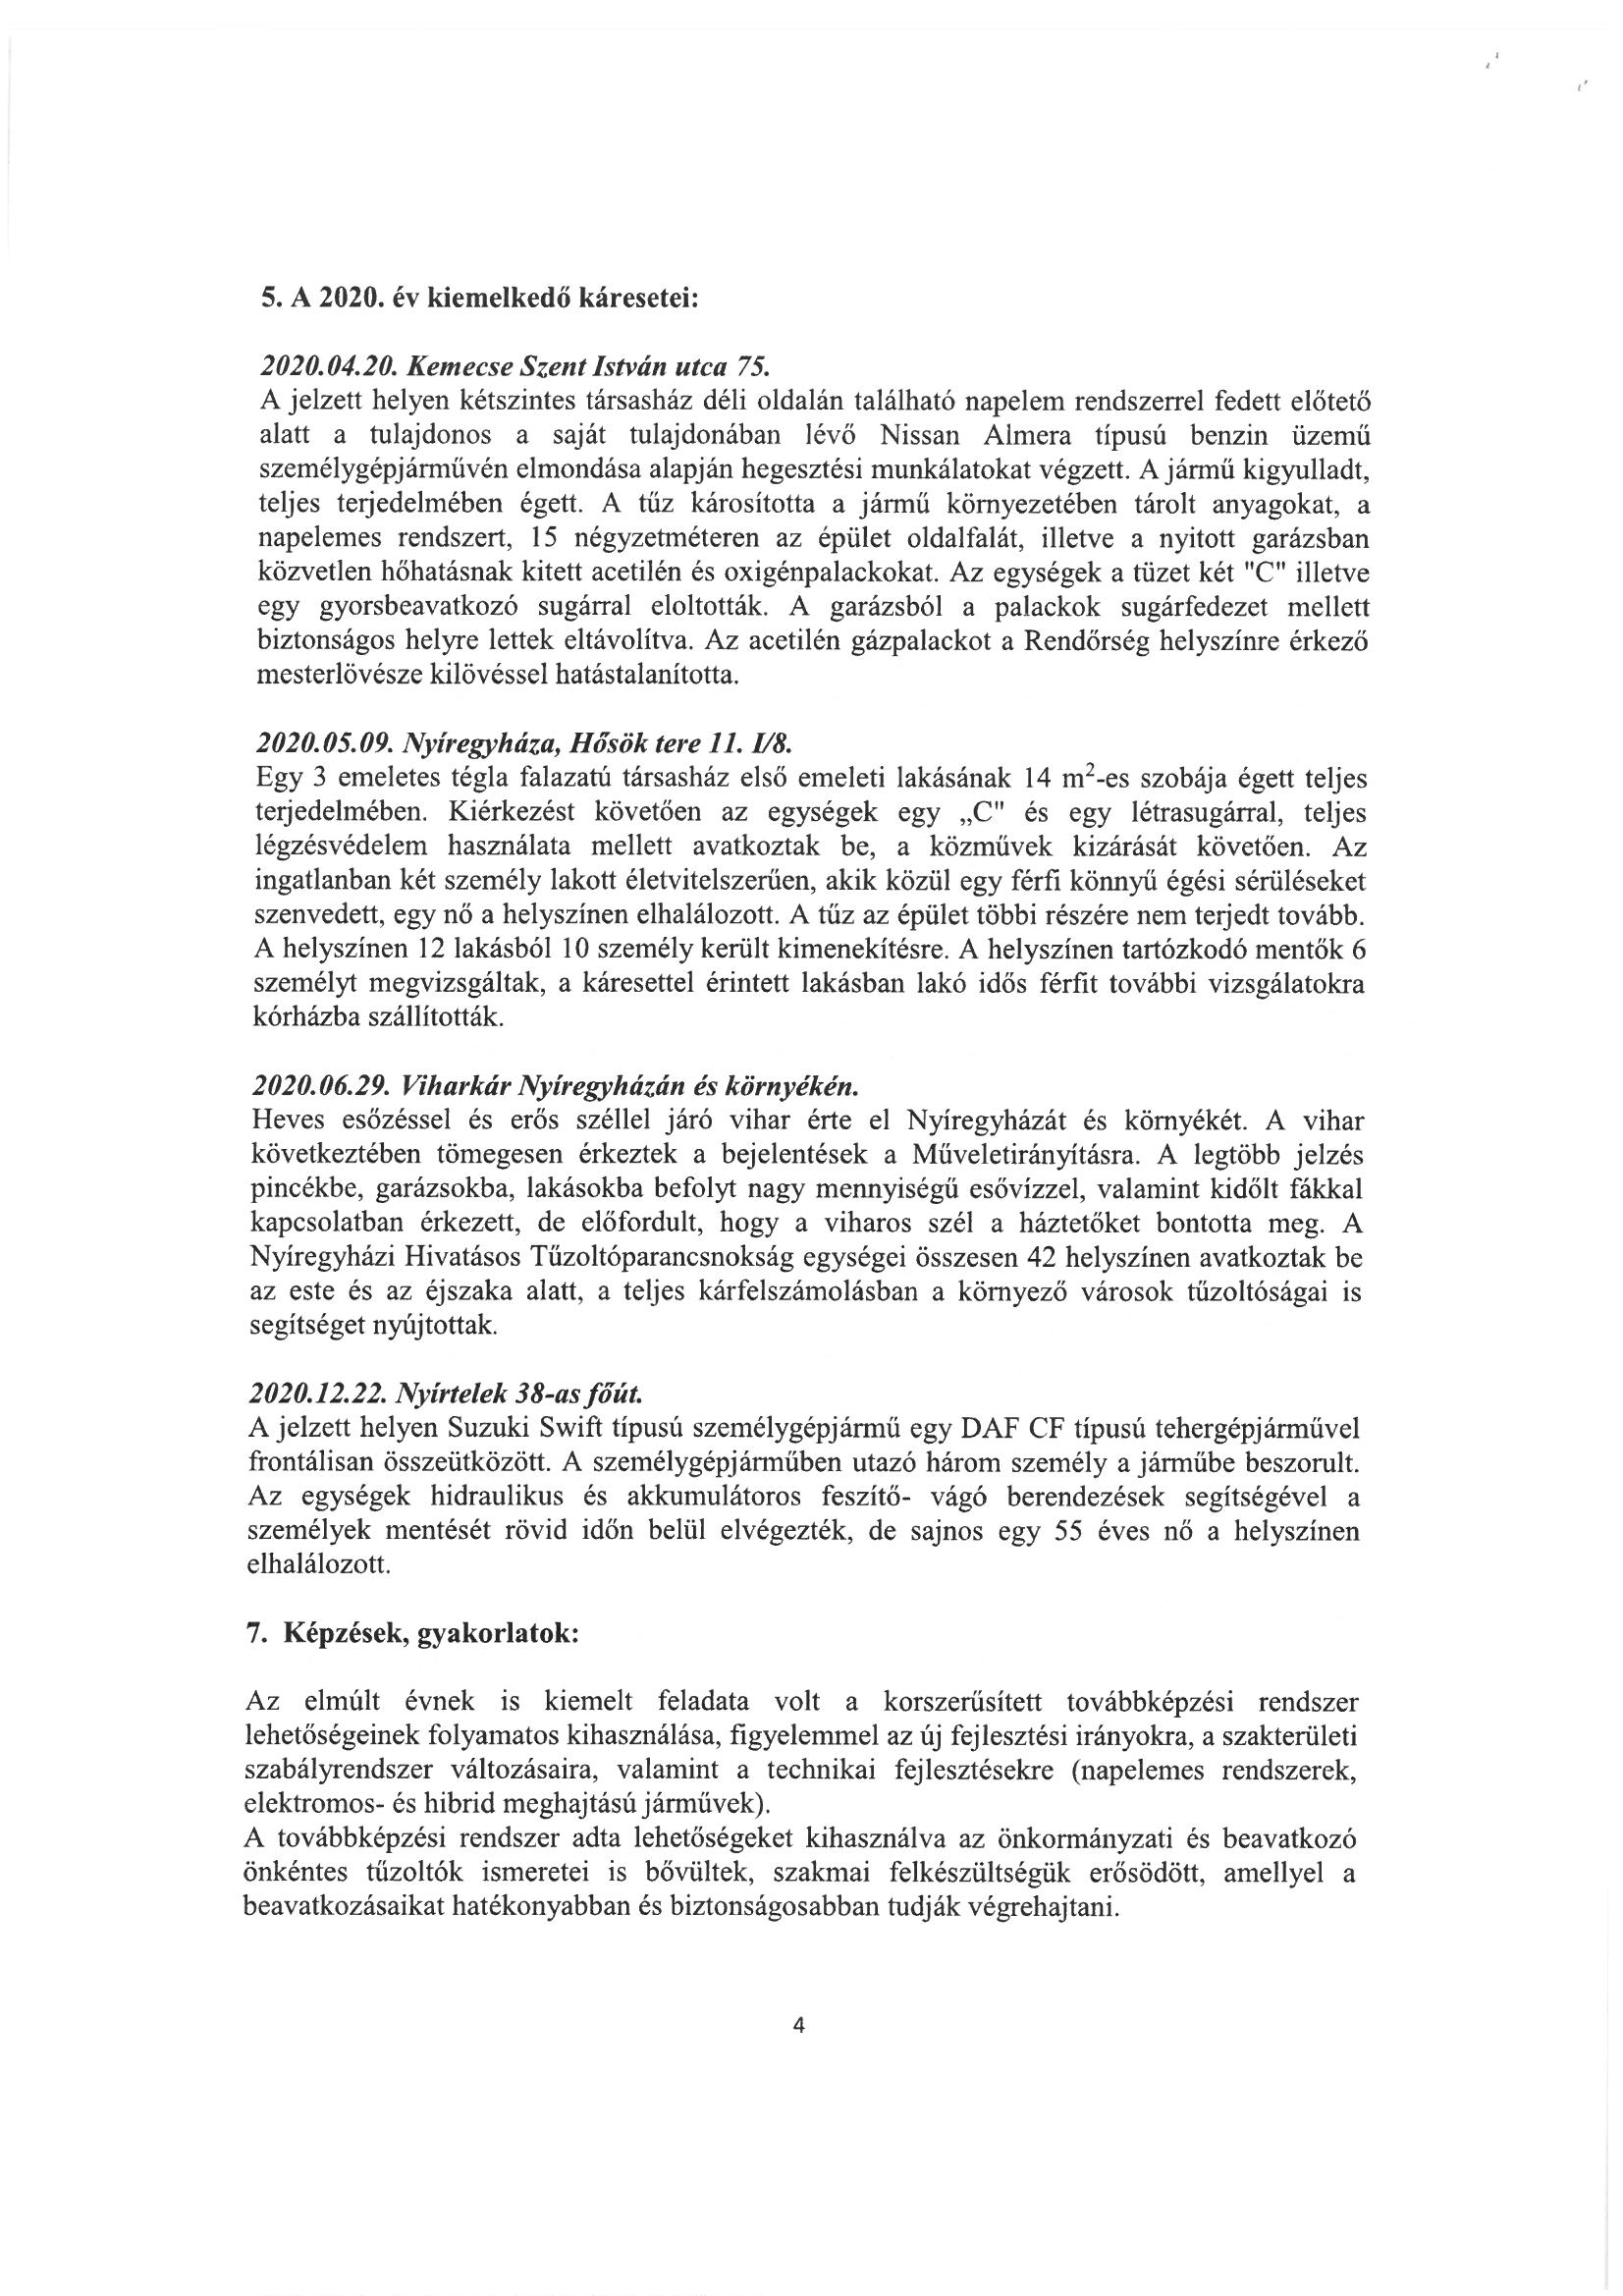 5. A 2020. év kiemelkedő káresetei:
2020.04.20. Kemecse Szent István utca 75.
A jelzett helyen kétszintes társasház déli oldalán található napelem rendszerrel fedett előtető
alatt a tulajdonos a saját tulajdonában lévő Nissan Almera típusú benzin üzemű
személygépjárművén elmondása alapján hegesztési munkálatokat végzett. A jármű kigyulladt,
teljes terjedelmében égett. A tűz károsította a jármű környezetében tárolt anyagokat, a
napelemes rendszert, 15 négyzetméteren az épület oldalfalát, illetve a nyitott garázsban
közvetlen hőhatásnak kitett acetilén és oxigénpalackokat. Az egységek a tüzet két "C" illetve
egy gyorsbeavatkozó sugárral eloltották. A garázsból a palackok sugárfedezet mellett
biztonságos helyre lettek eltávolítva. Az acetilén gázpalackot a Rendőrség helyszínre érkező
mesterlövésze kilövéssel hatástalanította.
2020.05.09. Nyíregyháza, Hősök tere 11. I/8.
Egy 3 emeletes tégla falazatú társasház első emeleti lakásának 14 m²-es szobája égett teljes
terjedelmében. Kiérkezést követően az egységek egy „C" és egy létrasugárral, teljes
légzésvédelem használata mellett avatkoztak be, a közművek kizárását követően. Az
ingatlanban két személy lakott életvitelszerűen, akik közül egy férfi könnyű égési sérüléseket
szenvedett, egy nő a helyszínen elhalálozott. A tűz az épület többi részére nem terjedt tovább.
A helyszínen 12 lakásból 10 személy került kimenekítésre. A helyszínen tartózkodó mentők 6
személyt megvizsgáltak, a káresettel érintett lakásban lakó idős férfit további vizsgálatokra
kórházba szállították.
2020.06.29. Viharkár Nyíregyházán és környékén.
Heves esőzéssel és erős széllel járó vihar érte el Nyíregyházát és környékét. A vihar
következtében tömegesen érkeztek a bejelentések a Műveletirányításra. A legtöbb jelzés
pincékbe, garázsokba, lakásokba befolyt nagy mennyiségű esővízzel, valamint kidőlt fákkal
kapcsolatban érkezett, de előfordult, hogy a viharos szél a háztetőket bontotta meg. A
Nyíregyházi Hivatásos Tűzoltóparancsnokság egységei összesen 42 helyszínen avatkoztak be
az este és az éjszaka alatt, a teljes kárfelszámolásban a környező városok tűzoltóságai is
segítséget nyújtottak.
2020.12.22. Nyírtelek 38-as főút.
A jelzett helyen Suzuki Swift típusú személygépjármű egy DAF CF típusú tehergépjárművel
frontálisan összeütközött. A személygépjárműben utazó három személy a járműbe beszorult.
Az egységek hidraulikus és akkumulátoros feszítő- vágó berendezések segítségével a
személyek mentését rövid időn belül elvégezték, de sajnos egy 55 éves nő a helyszínen
elhalálozott.
7. Képzések, gyakorlatok:
Az elmúlt évnek is kiemelt feladata volt a korszerűsített továbbképzési rendszer
lehetőségeinek folyamatos kihasználása, figyelemmel az új fejlesztési irányokra, a szakterületi
szabályrendszer változásaira, valamint a technikai fejlesztésekre (napelemes rendszerek,
elektromos- és hibrid meghajtású járművek).
A továbbképzési rendszer adta lehetőségeket kihasználva az önkormányzati és beavatkozó
önkéntes tűzoltók ismeretei is bővültek, szakmai felkészültségük erősödött, amellyel a
beavatkozásaikat hatékonyabban és biztonságosabban tudják végrehajtani.
4